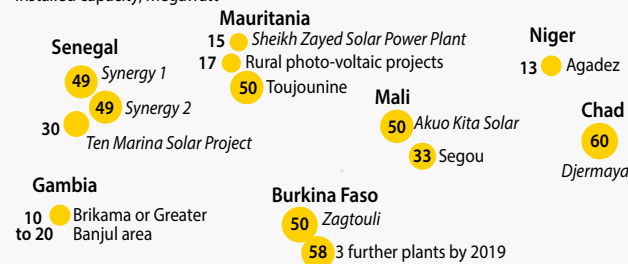 Installed capacity, megawatt
Mauritania
15 Sheikh Zayed Solar Power Plant
17 Rural photo-voltaic projects
50 Toujounine
Senegal
49 Synergy 1
49 Synergy 2
30 Ten Marina Solar Project
Niger
13 Agadez
Mali
50 Akuo Kita Solar
33 Segou
Chad
60
Djermaya
Gambia
10 Brikama or Greater
to 20 Banjul area
Burkina Faso
50 Zagtouli
58 3 further plants by 2019